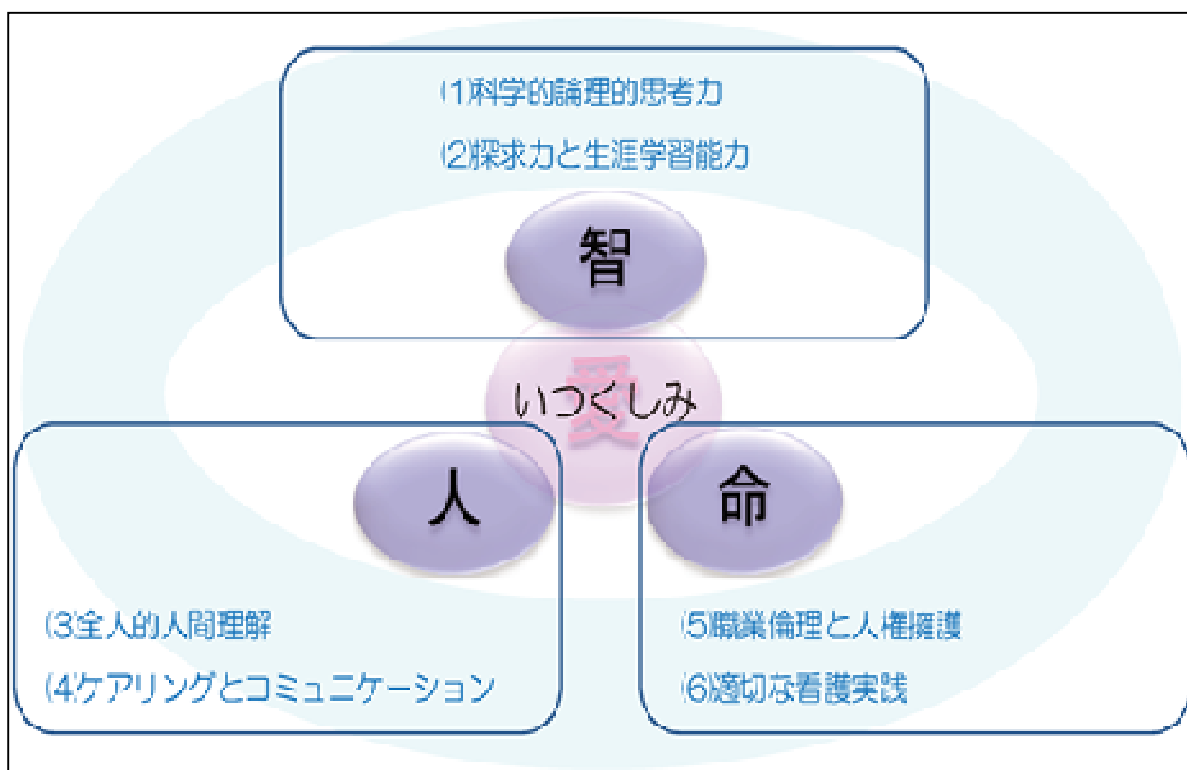 (1)科学的論理的思考力
(2)探求力と生涯学習能力
智
愛
いつくしみ
人
命
(3)全人的人間理解
(4)ケアリングとコミュニケーション
(5)職業倫理と人権擁護
(6)適切な看護実践